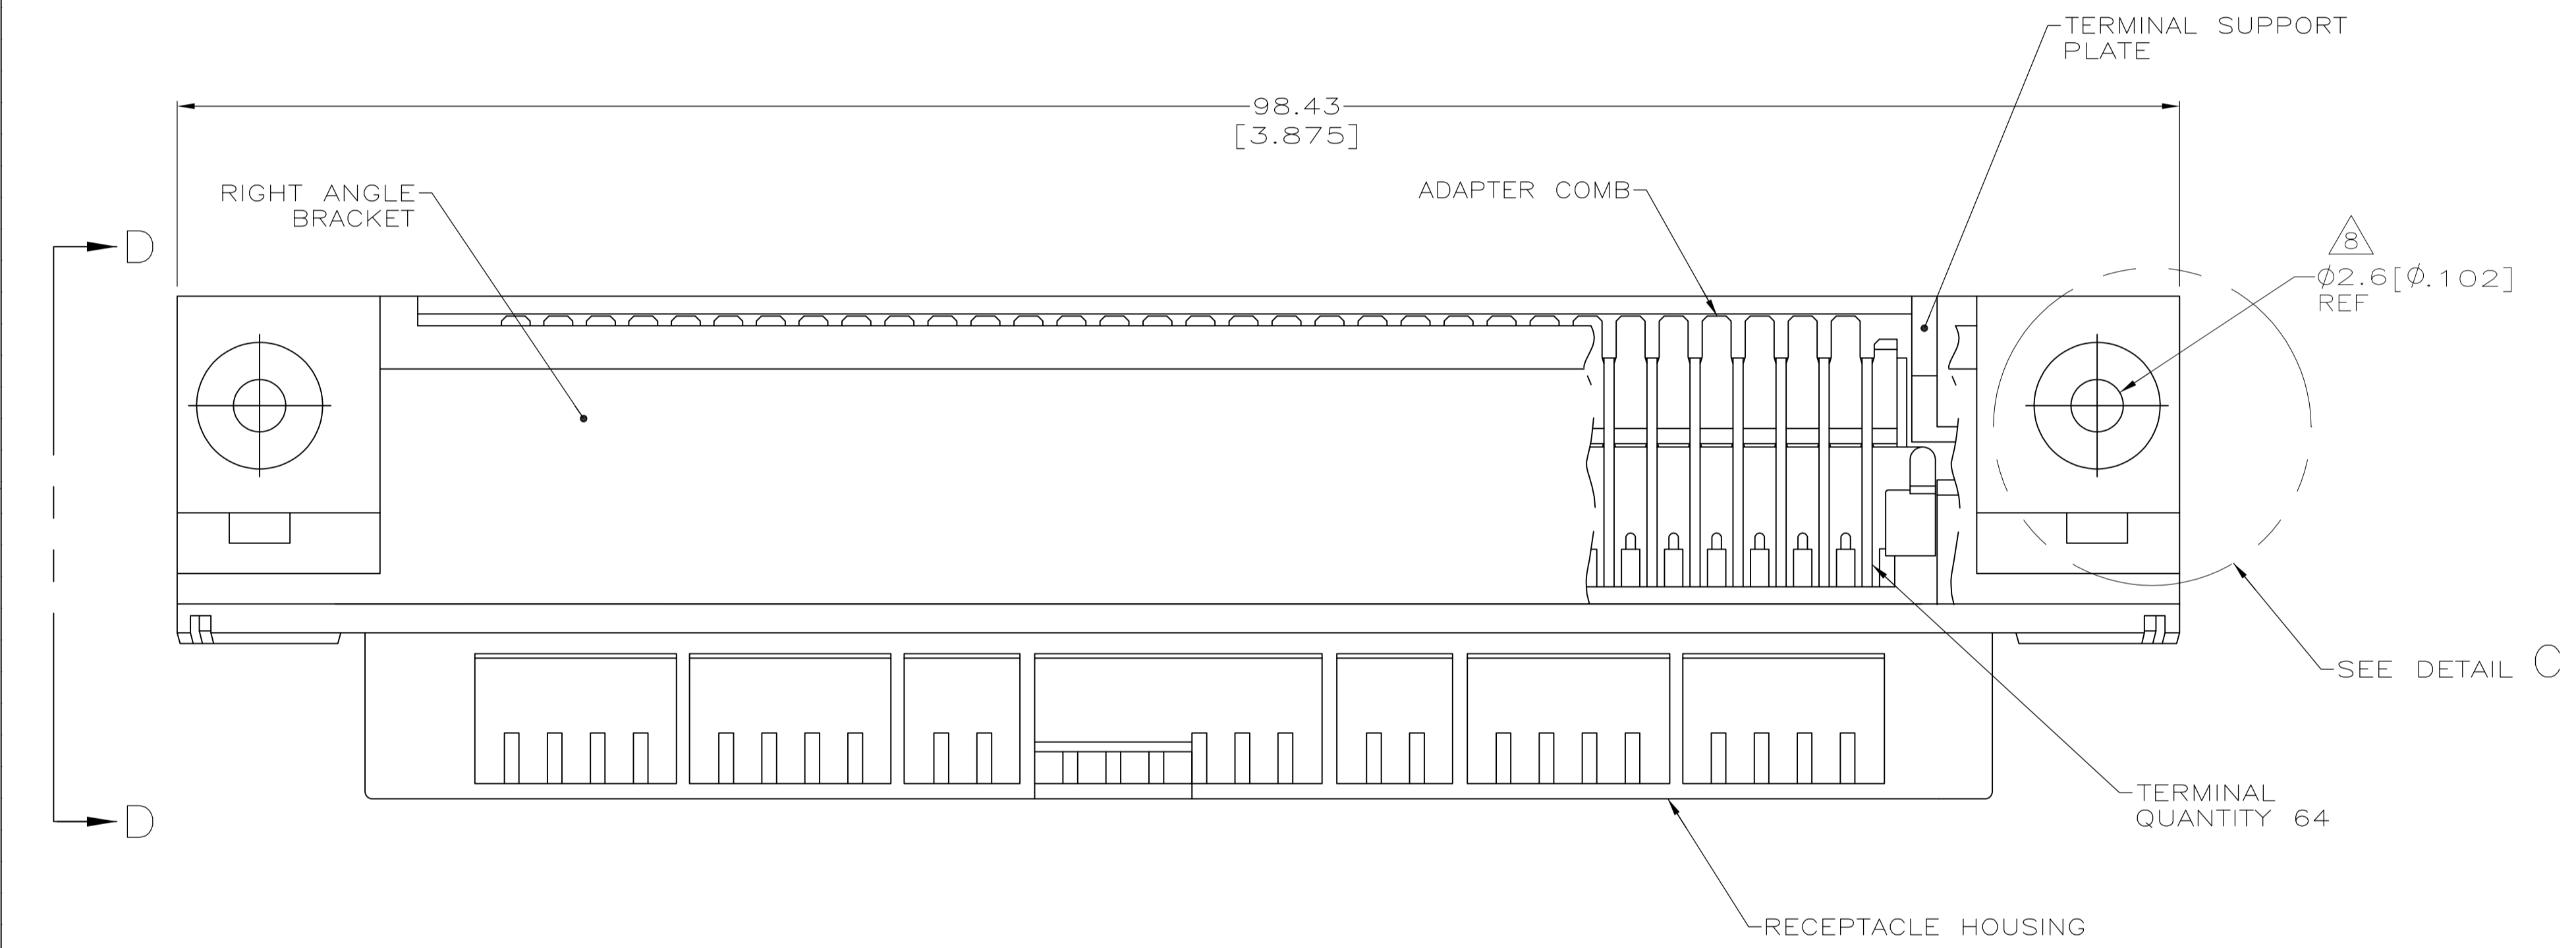 TERMINAL SUPPORT
PLATE
98.43
[3.875]
RIGHT ANGLE
BRACKET
ADAPTER COMB
D
8
φ2.6[φ.102]
REF
SEE DETAIL C
TERMINAL
QUANTITY 64
D
RECEPTACLE HOUSING